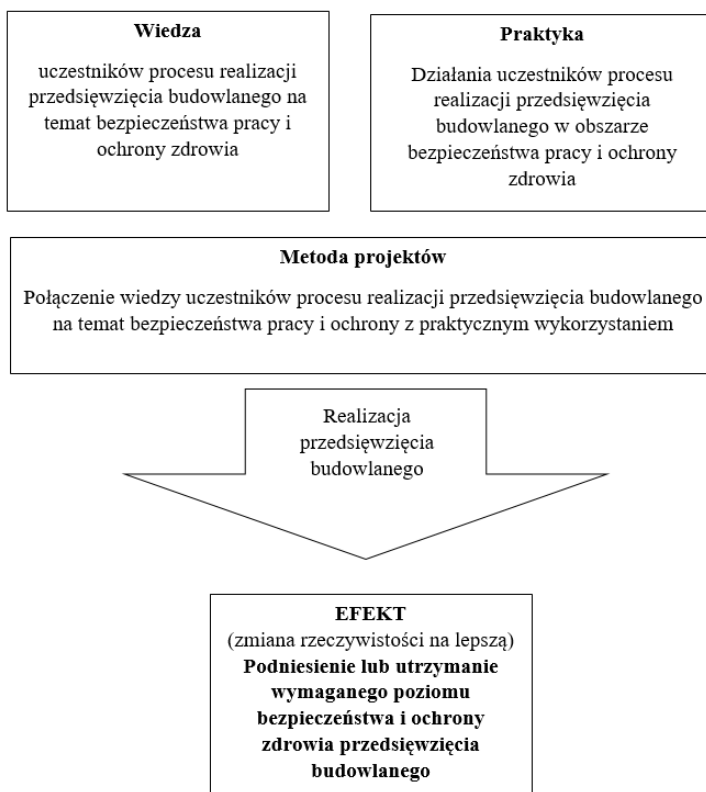 Wiedza
uczestników procesu realizacji
przedsięwzięcia budowlanego na
temat bezpieczeństwa pracy i
ochrony zdrowia
Praktyka
Działania uczestników procesu
realizacji przedsięwzięcia
budowlanego w obszarze
bezpieczeństwa pracy i ochrony
zdrowia
Metoda projektów
Połączenie wiedzy uczestników procesu realizacji przedsięwzięcia budowlanego
na temat bezpieczeństwa pracy i ochrony z praktycznym wykorzystaniem
Realizacja
przedsięwzięcia
budowlanego
EFEKT
(zmiana rzeczywistości na lepszą)
Podniesienie lub utrzymanie
wymaganego poziomu
bezpieczeństwa i ochrony
zdrowia przedsięwzięcia
budowlanego